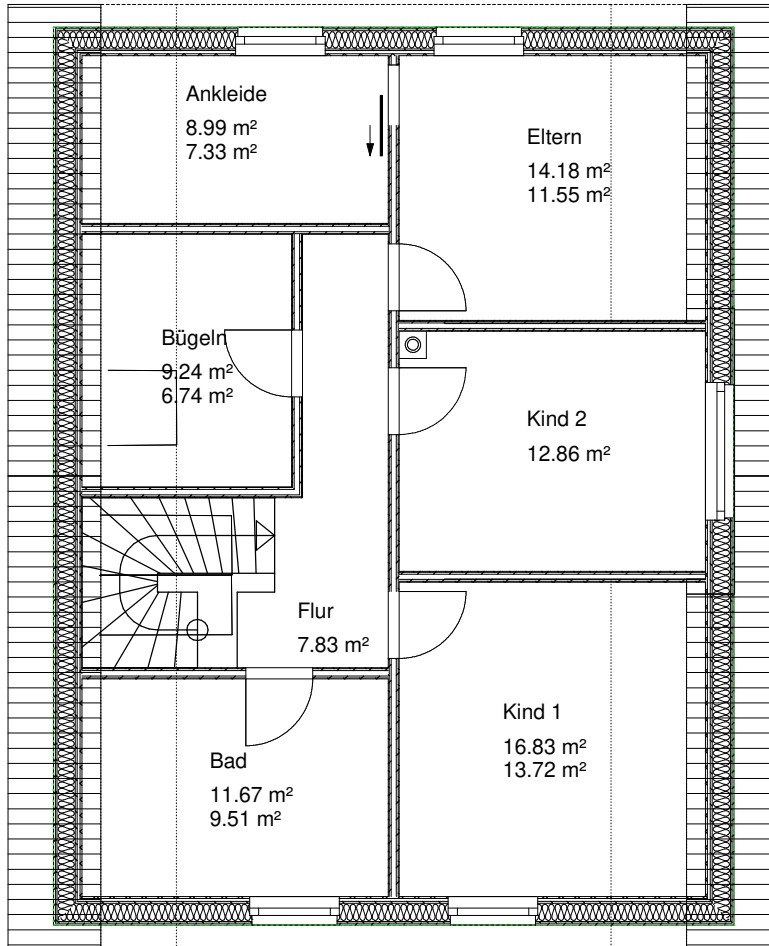 Ankleide
8.99 m²
7.33 m²
Eltern
14.18 m²
11.55 m²
Bügeln
9.24 m²
6.74 m²
Kind 2
12.86 m²
Flur
7.83 m²
Kind 1
16.83 m²
13.72 m²
Bad
11.67 m²
9.51 m²